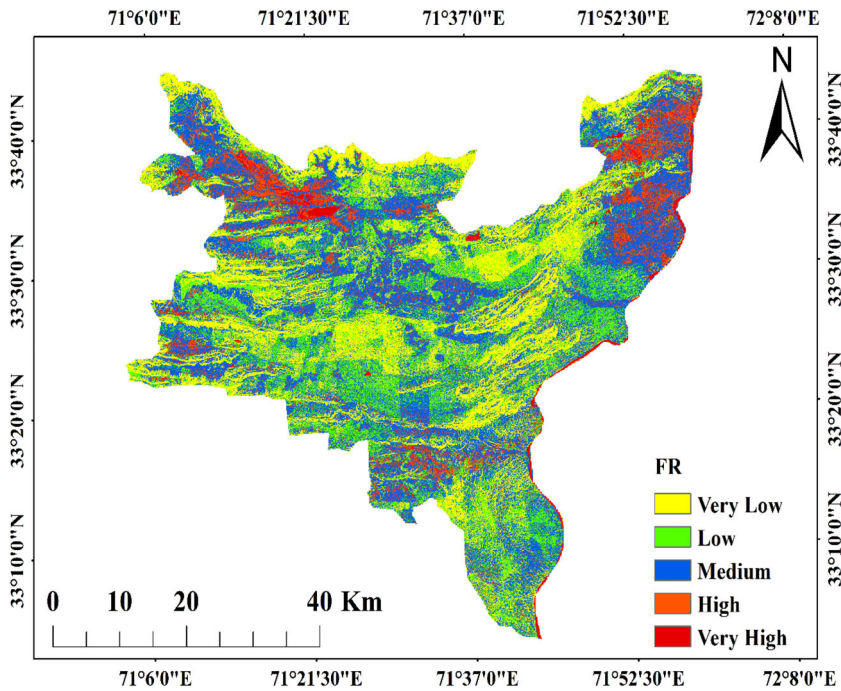 71°6'0"E 71°21'30"E 71°37'0"E 71°52'30"E 72°8'0"E
N
33°40'0"N 33°40'0"N
33°30'0"N 33°30'0"N
33°20'0"N 33°20'0"N
33°10'0"N 33°10'0"N
FR
Very Low
Low
Medium
High
Very High
0 10 20 40 Km
71°6'0"E 71°21'30"E 71°37'0"E 71°52'30"E 72°8'0"E